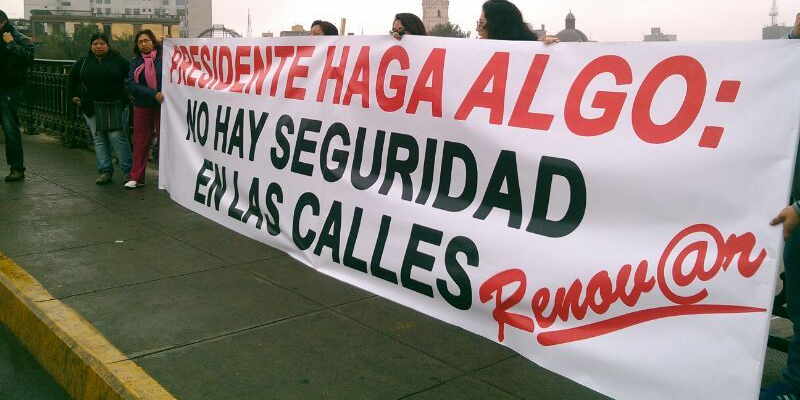 PRESIDENTE HAGA ALGO:
NO HAY SEGURIDAD
EN LAS CALLES
Renov@r